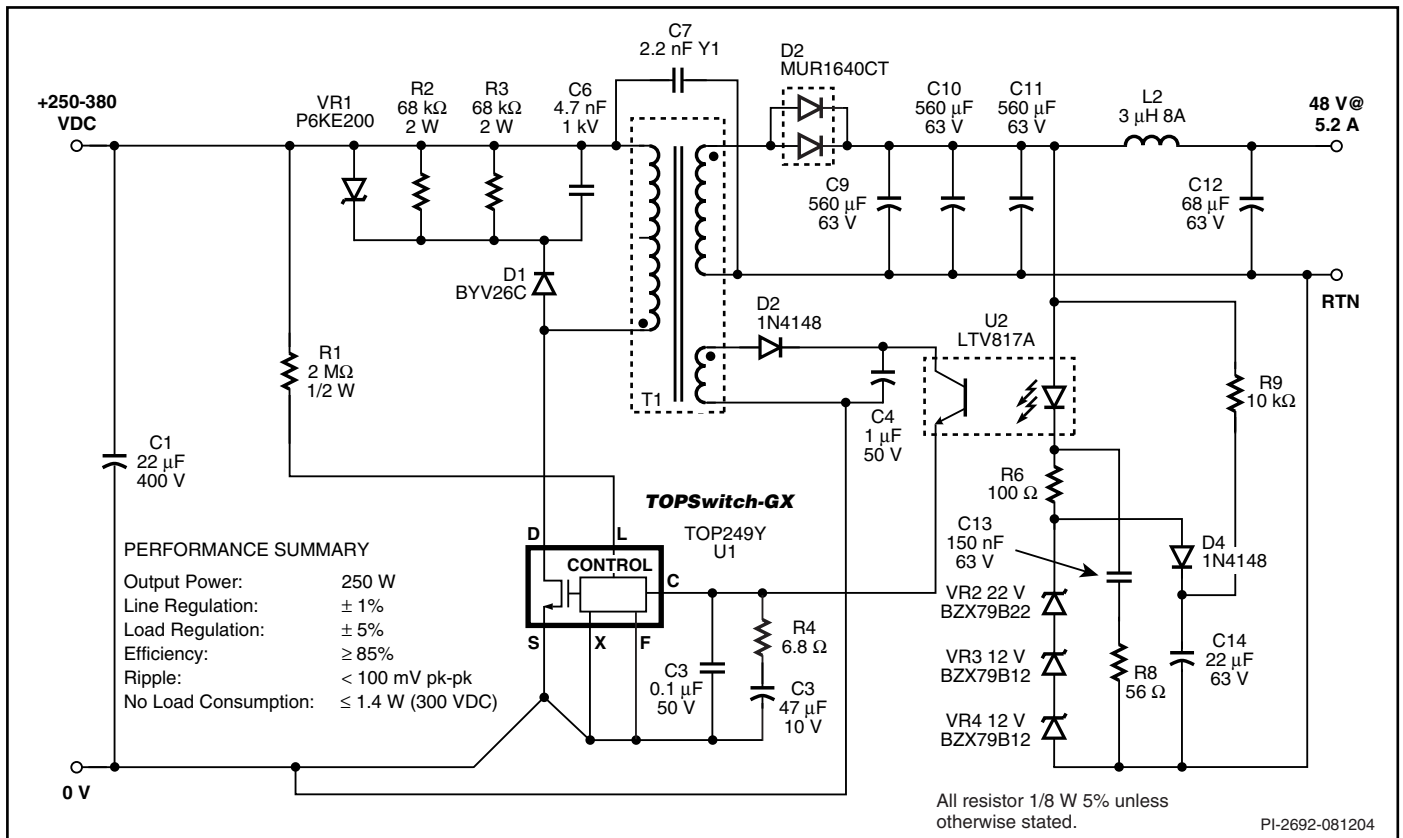 C7
2.2 nF Y1
D2
MUR1640CT
+250-380
VDC
VR1
P6KE200
R2
68 kΩ
2 W
R3
68 kΩ
2 W
C6
4.7 nF
1 kV
C10
560 µF
63 V
C11
560 µF
63 V
L2
3 µH 8A
48 V@
5.2 A
C9
560 µF
63 V
C12
68 µF
63 V
D1
BYV26C
RTN
D2
1N4148
U2
LTV817A
R1
2 MΩ
1/2 W
T1
C4
1 µF
50 V
R9
10 kΩ
C1
22 µF
400 V
R6
100 Ω
TOPSwitch-GX
TOP249Y
U1
D
L
CONTROL
C
S
X
F
C13
150 nF
63 V
D4
1N4148
PERFORMANCE SUMMARY
Output Power: 250 W
Line Regulation: ± 1%
Load Regulation: ± 5%
Efficiency: ≥ 85%
Ripple: < 100 mV pk-pk
No Load Consumption: ≤ 1.4 W (300 VDC)
R4
6.8 Ω
C3
0.1 µF
50 V
C3
47 µF
10 V
VR2 22 V
BZX79B22
VR3 12 V
BZX79B12
VR4 12 V
BZX79B12
R8
56 Ω
C14
22 µF
63 V
0 V
All resistor 1/8 W 5% unless
otherwise stated.
PI-2692-081204